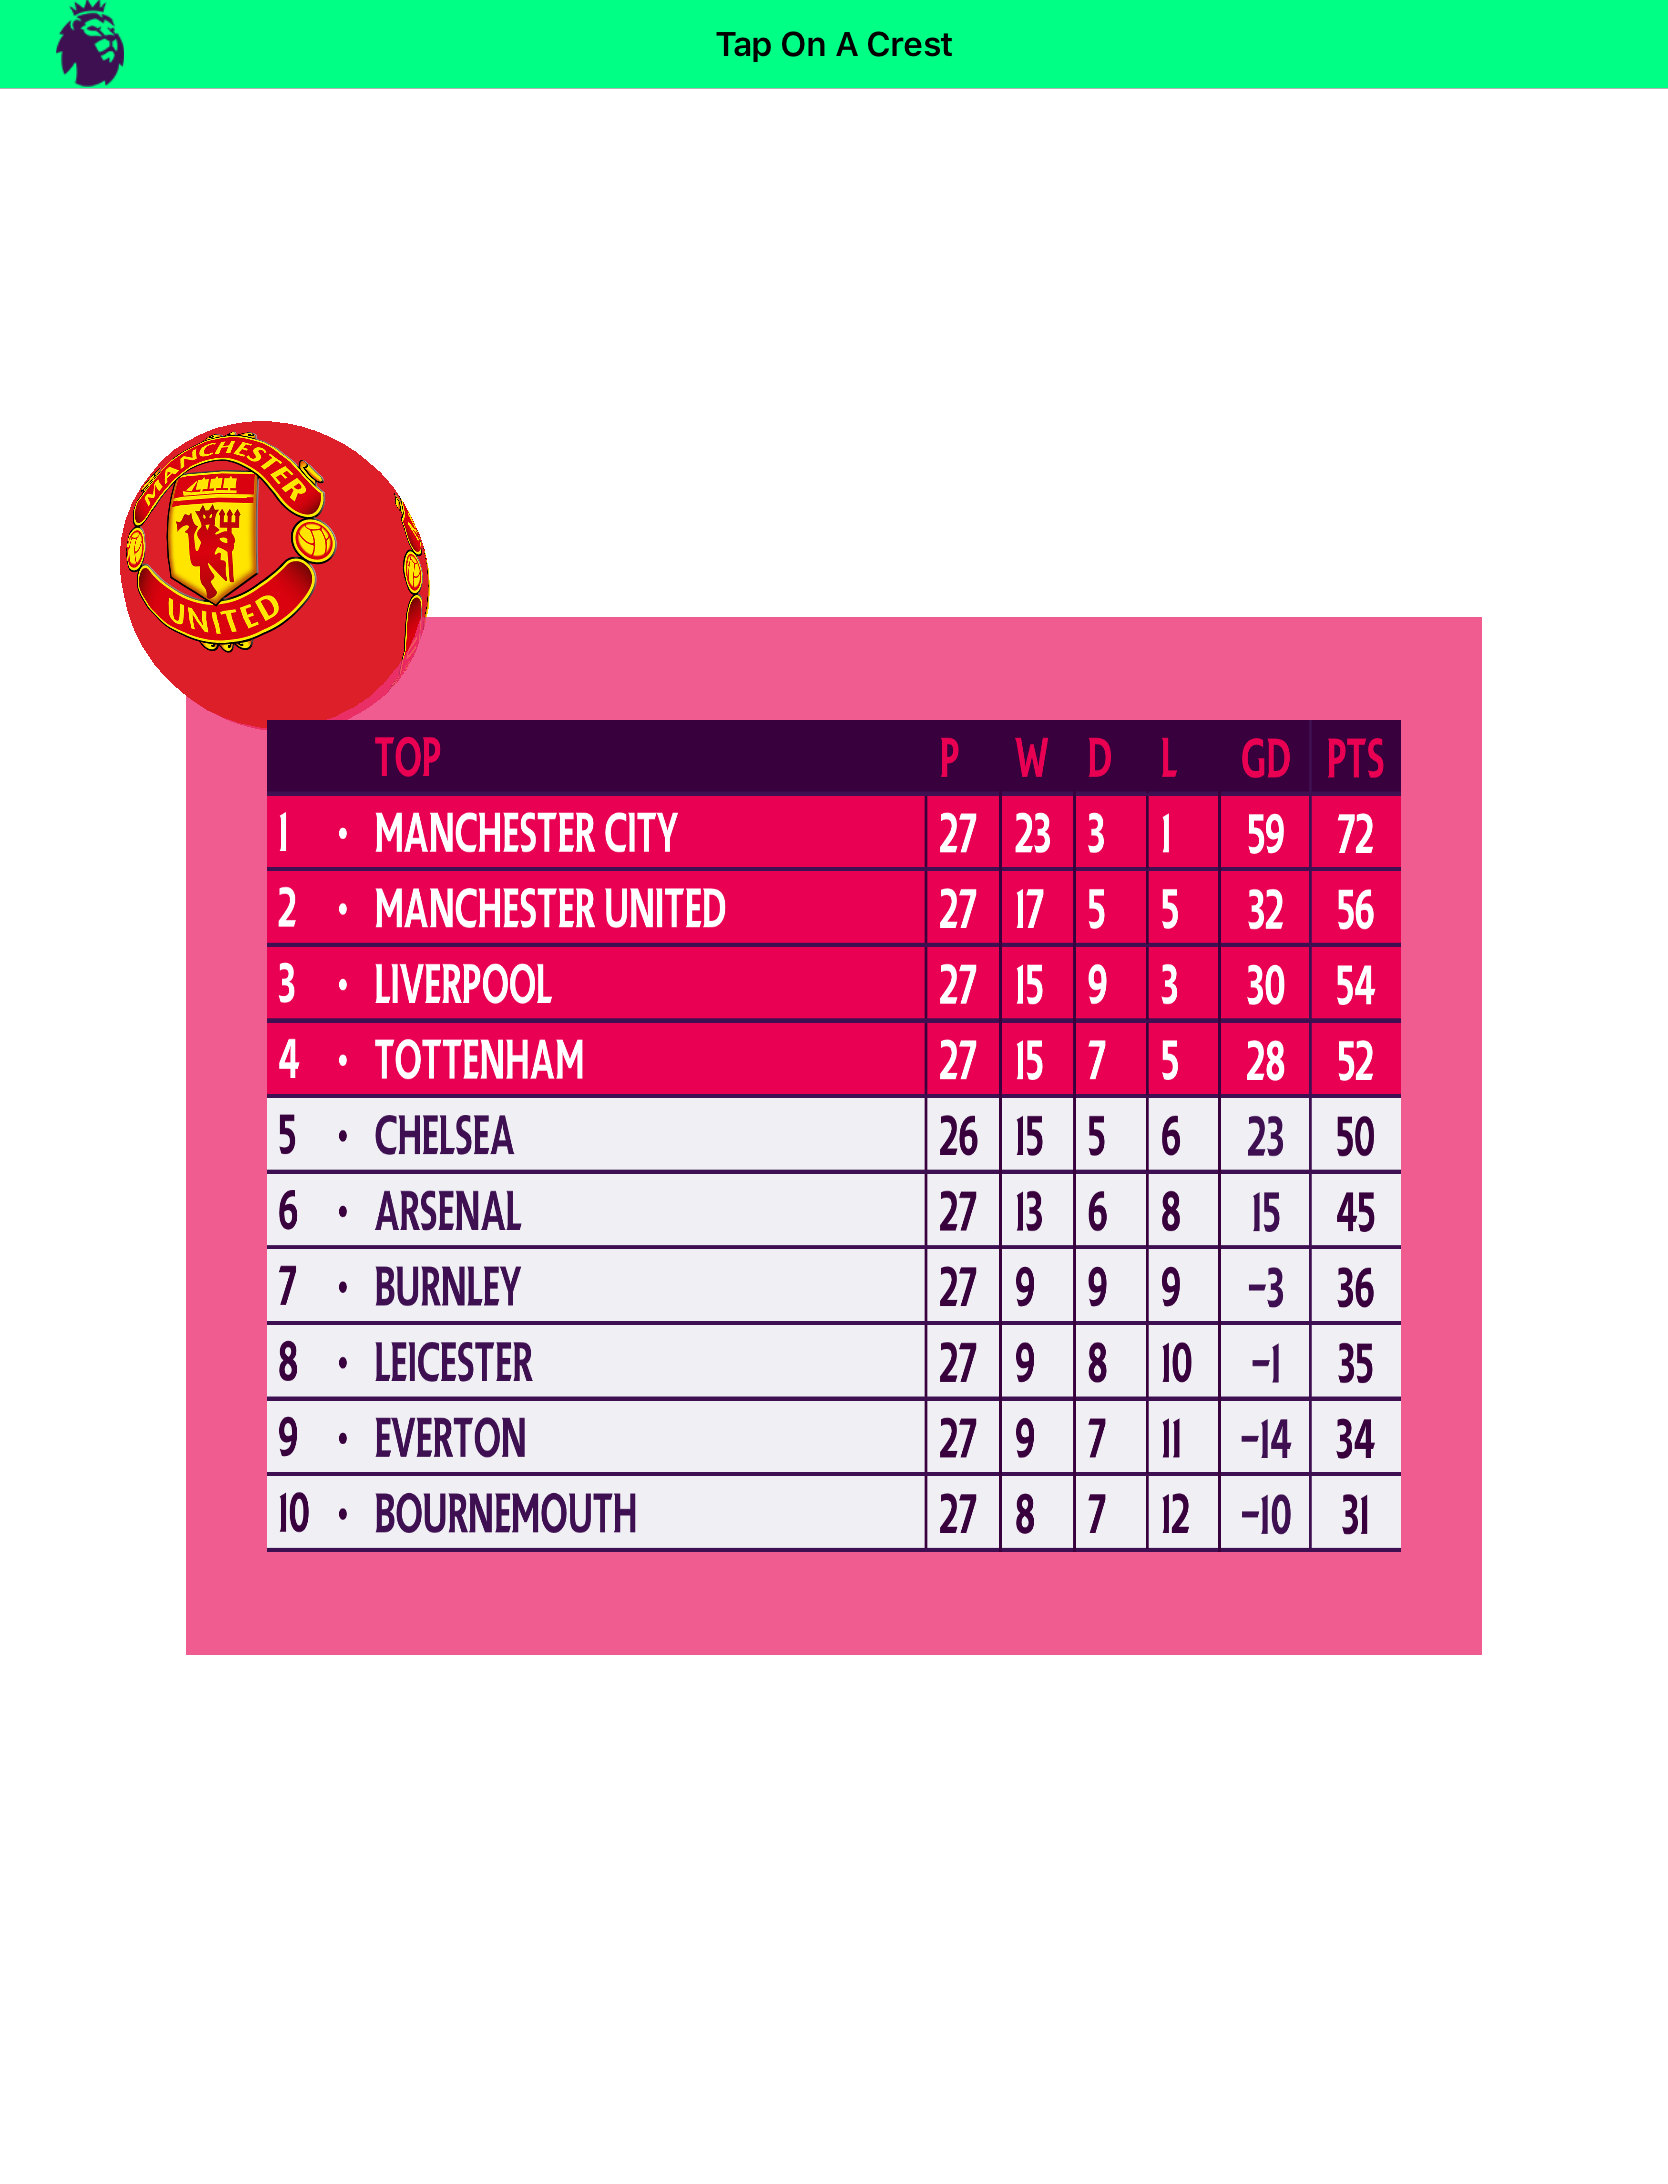 Tap On A Crest
MANCHESTER
UNITED
TOP P W D L GD PTS
1 • MANCHESTER CITY 27 23 3 1 59 72
2 • MANCHESTER UNITED 27 17 5 5 32 56
3 • LIVERPOOL 27 15 9 3 30 54
4 • TOTTENHAM 27 15 7 5 28 52
5 • CHELSEA 26 15 5 6 23 50
6 • ARSENAL 27 13 6 8 15 45
7 • BURNLEY 27 9 9 9 −3 36
8 • LEICESTER 27 9 8 10 −1 35
9 • EVERTON 27 9 7 11 −14 34
10 • BOURNEMOUTH 27 8 7 12 −10 31